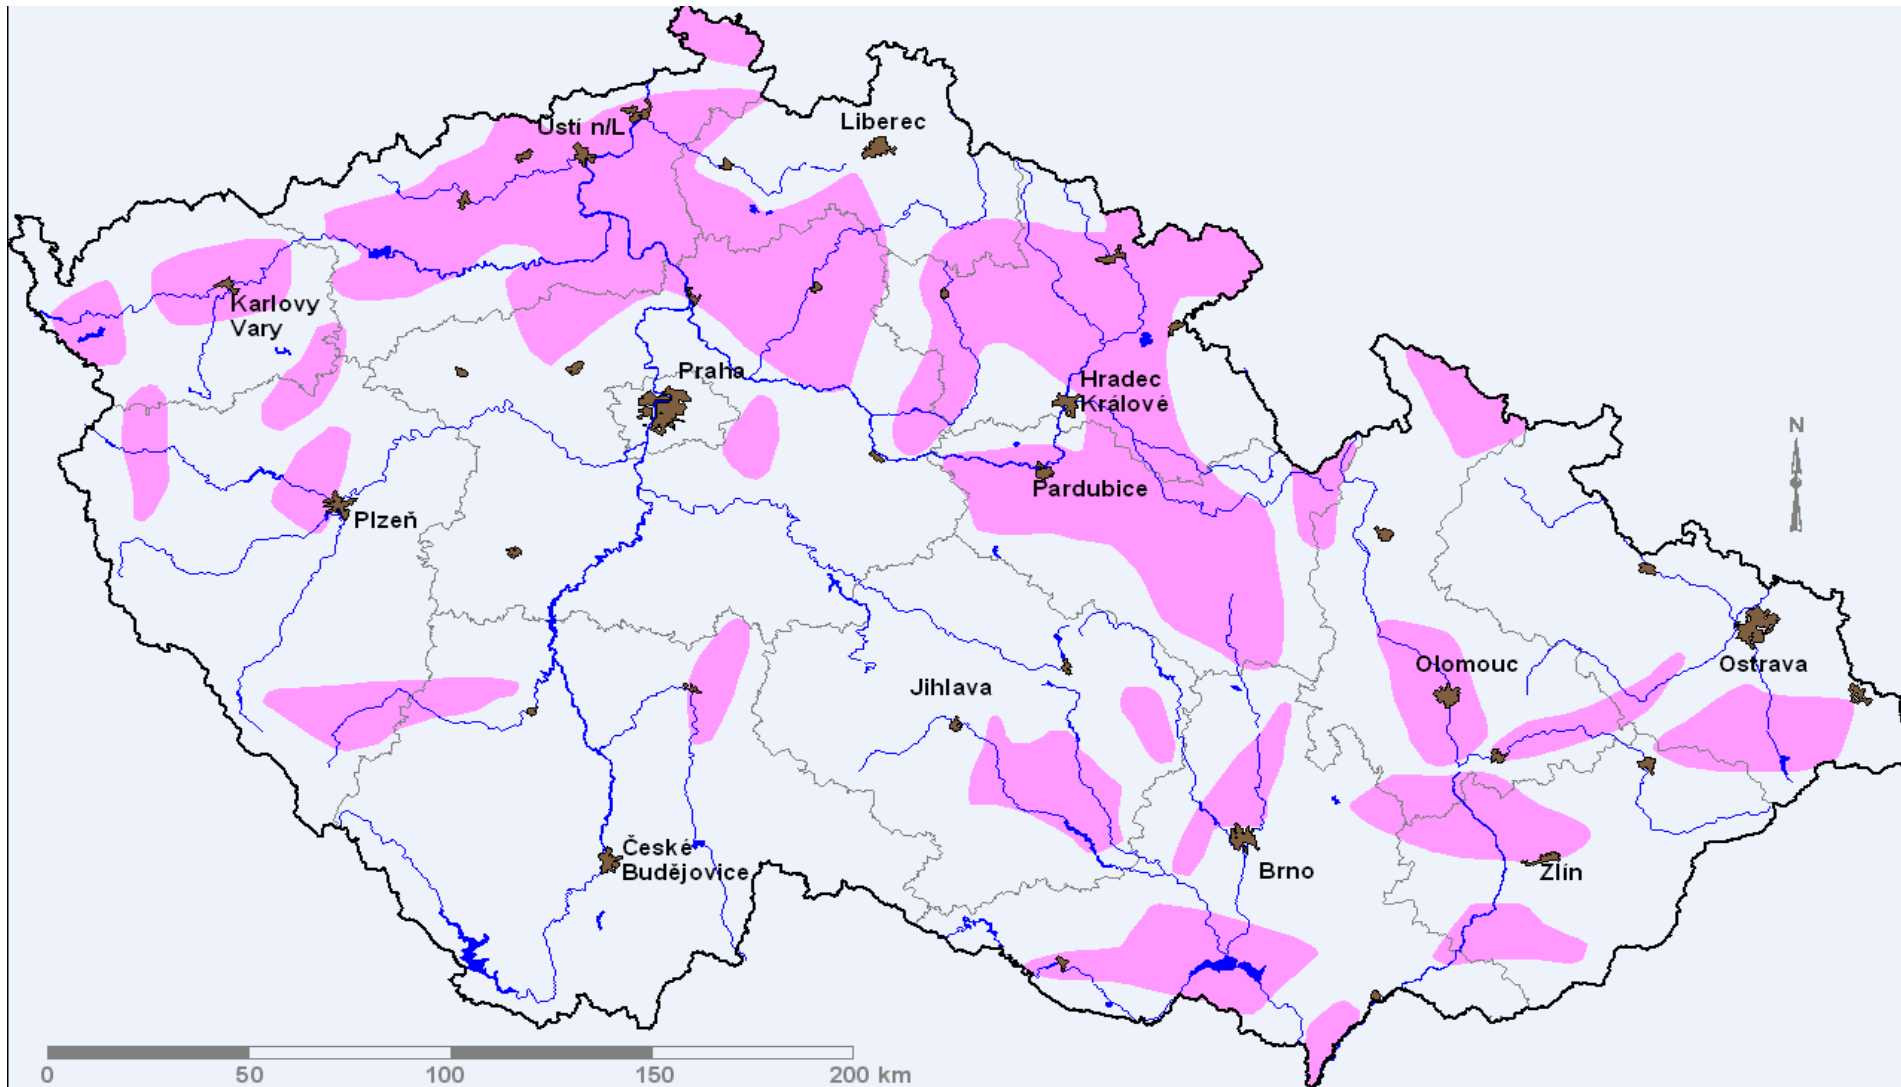 Ústí n/L
Liberec
Karlovy
Vary
Praha
Hradec
Králové
N
Pardubice
Plzeň
Olomouc
Ostrava
Jihlava
České
Budějovice
Brno
Zlín
0 50 100 150 200 km